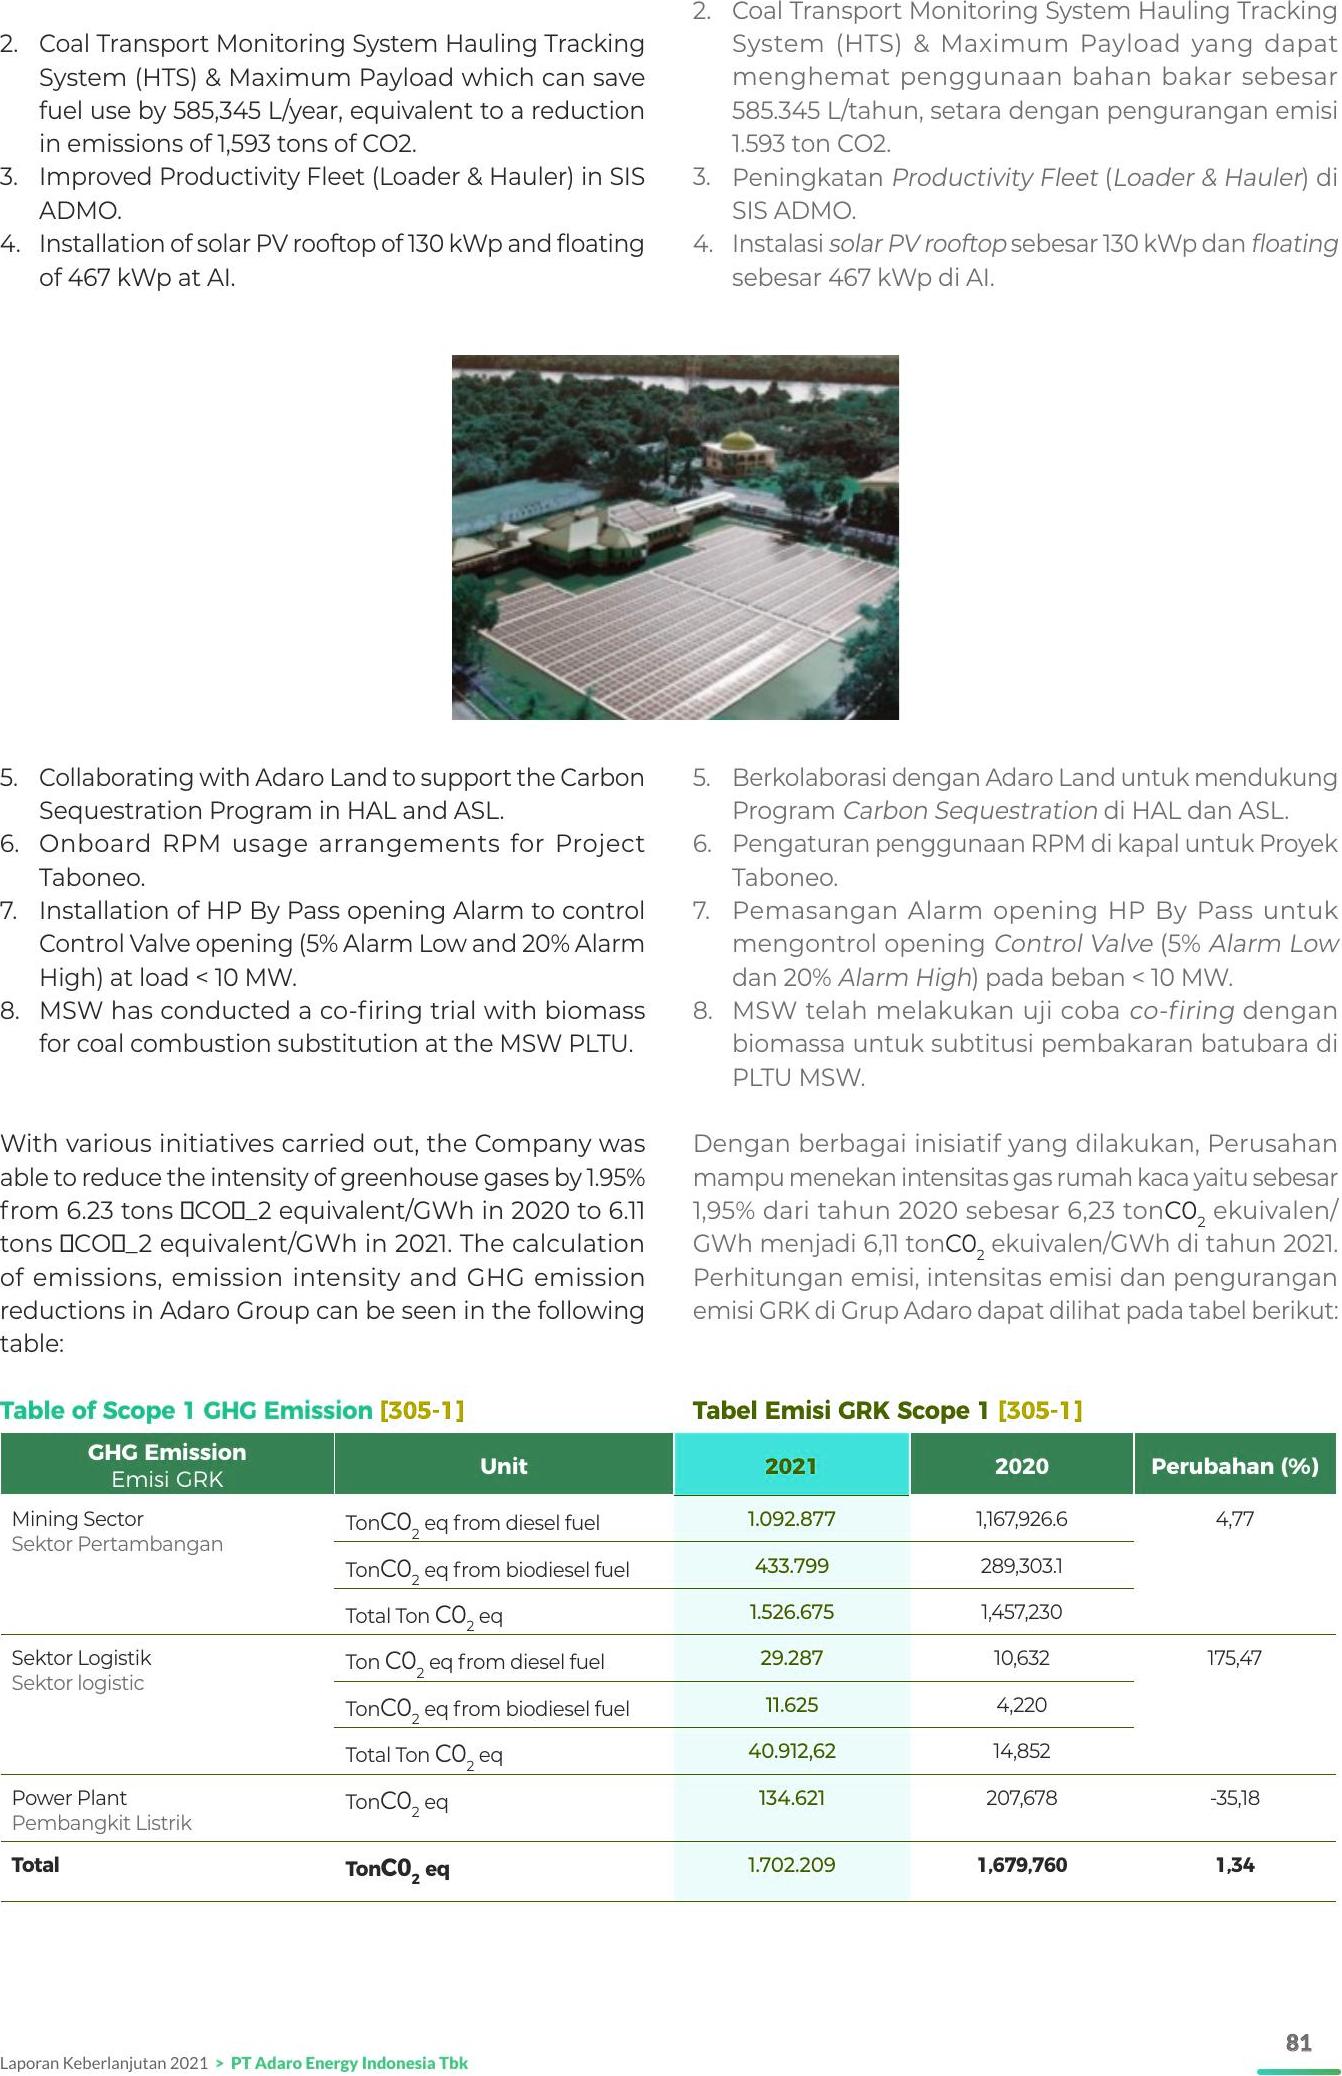 2. Coal Transport Monitoring System Hauling Tracking
System (HTS) & Maximum Payload which can save
fuel use by 585,345 L/year, equivalent to a reduction
in emissions of 1,593 tons of CO2.
3. Improved Productivity Fleet (Loader & Hauler) in SIS
ADMO.
4. Installation of solar PV rooftop of 130 kWp and floating
of 467 kWp at AI.
2. Coal Transport Monitoring System Hauling Tracking
System (HTS) & Maximum Payload yang dapat
menghemat penggunaan bahan bakar sebesar
585.345 L/tahun, setara dengan pengurangan emisi
1.593 ton CO2.
3. Peningkatan Productivity Fleet (Loader & Hauler) di
SIS ADMO.
4. Instalasi solar PV rooftop sebesar 130 kWp dan floating
sebesar 467 kWp di AI.
5. Collaborating with Adaro Land to support the Carbon
Sequestration Program in HAL and ASL.
6. Onboard RPM usage arrangements for Project
Taboneo.
7. Installation of HP By Pass opening Alarm to control
Control Valve opening (5% Alarm Low and 20% Alarm
High) at load < 10 MW.
8. MSW has conducted a co-firing trial with biomass
for coal combustion substitution at the MSW PLTU.
5. Berkolaborasi dengan Adaro Land untuk mendukung
Program Carbon Sequestration di HAL dan ASL.
6. Pengaturan penggunaan RPM di kapal untuk Proyek
Taboneo.
7. Pemasangan Alarm opening HP By Pass untuk
mengontrol opening Control Valve (5% Alarm Low
dan 20% Alarm High) pada beban < 10 MW.
8. MSW telah melakukan uji coba co-firing dengan
biomassa untuk subtitusi pembakaran batubara di
PLTU MSW.
With various initiatives carried out, the Company was
able to reduce the intensity of greenhouse gases by 1.95%
from 6.23 tons ▯CO▯_2 equivalent/GWh in 2020 to 6.11
tons ▯CO▯_2 equivalent/GWh in 2021. The calculation
of emissions, emission intensity and GHG emission
reductions in Adaro Group can be seen in the following
table:
Dengan berbagai inisiatif yang dilakukan, Perusahan
mampu menekan intensitas gas rumah kaca yaitu sebesar
1,95% dari tahun 2020 sebesar 6,23 tonC0₂ ekuivalen/
GWh menjadi 6,11 tonC0₂ ekuivalen/GWh di tahun 2021.
Perhitungan emisi, intensitas emisi dan pengurangan
emisi GRK di Grup Adaro dapat dilihat pada tabel berikut:
Table of Scope 1 GHG Emission [305-1]
Tabel Emisi GRK Scope 1 [305-1]
GHG Emission
Emisi GRK
Unit 2021 2020 Perubahan (%)
Mining Sector
Sektor Pertambangan
TonC0₂ eq from diesel fuel 1.092.877 1,167,926.6 4,77
TonC0₂ eq from biodiesel fuel 433.799 289,303.1
Total Ton C0₂ eq 1.526.675 1,457,230
Sektor Logistik
Sektor logistic
Ton C0₂ eq from diesel fuel 29.287 10,632 175,47
TonC0₂ eq from biodiesel fuel 11.625 4,220
Total Ton C0₂ eq 40.912,62 14,852
Power Plant
Pembangkit Listrik
TonC0₂ eq 134.621 207,678 -35,18
Total TonC0₂ eq 1.702.209 1,679,760 1,34
81
Laporan Keberlanjutan 2021 > PT Adaro Energy Indonesia Tbk